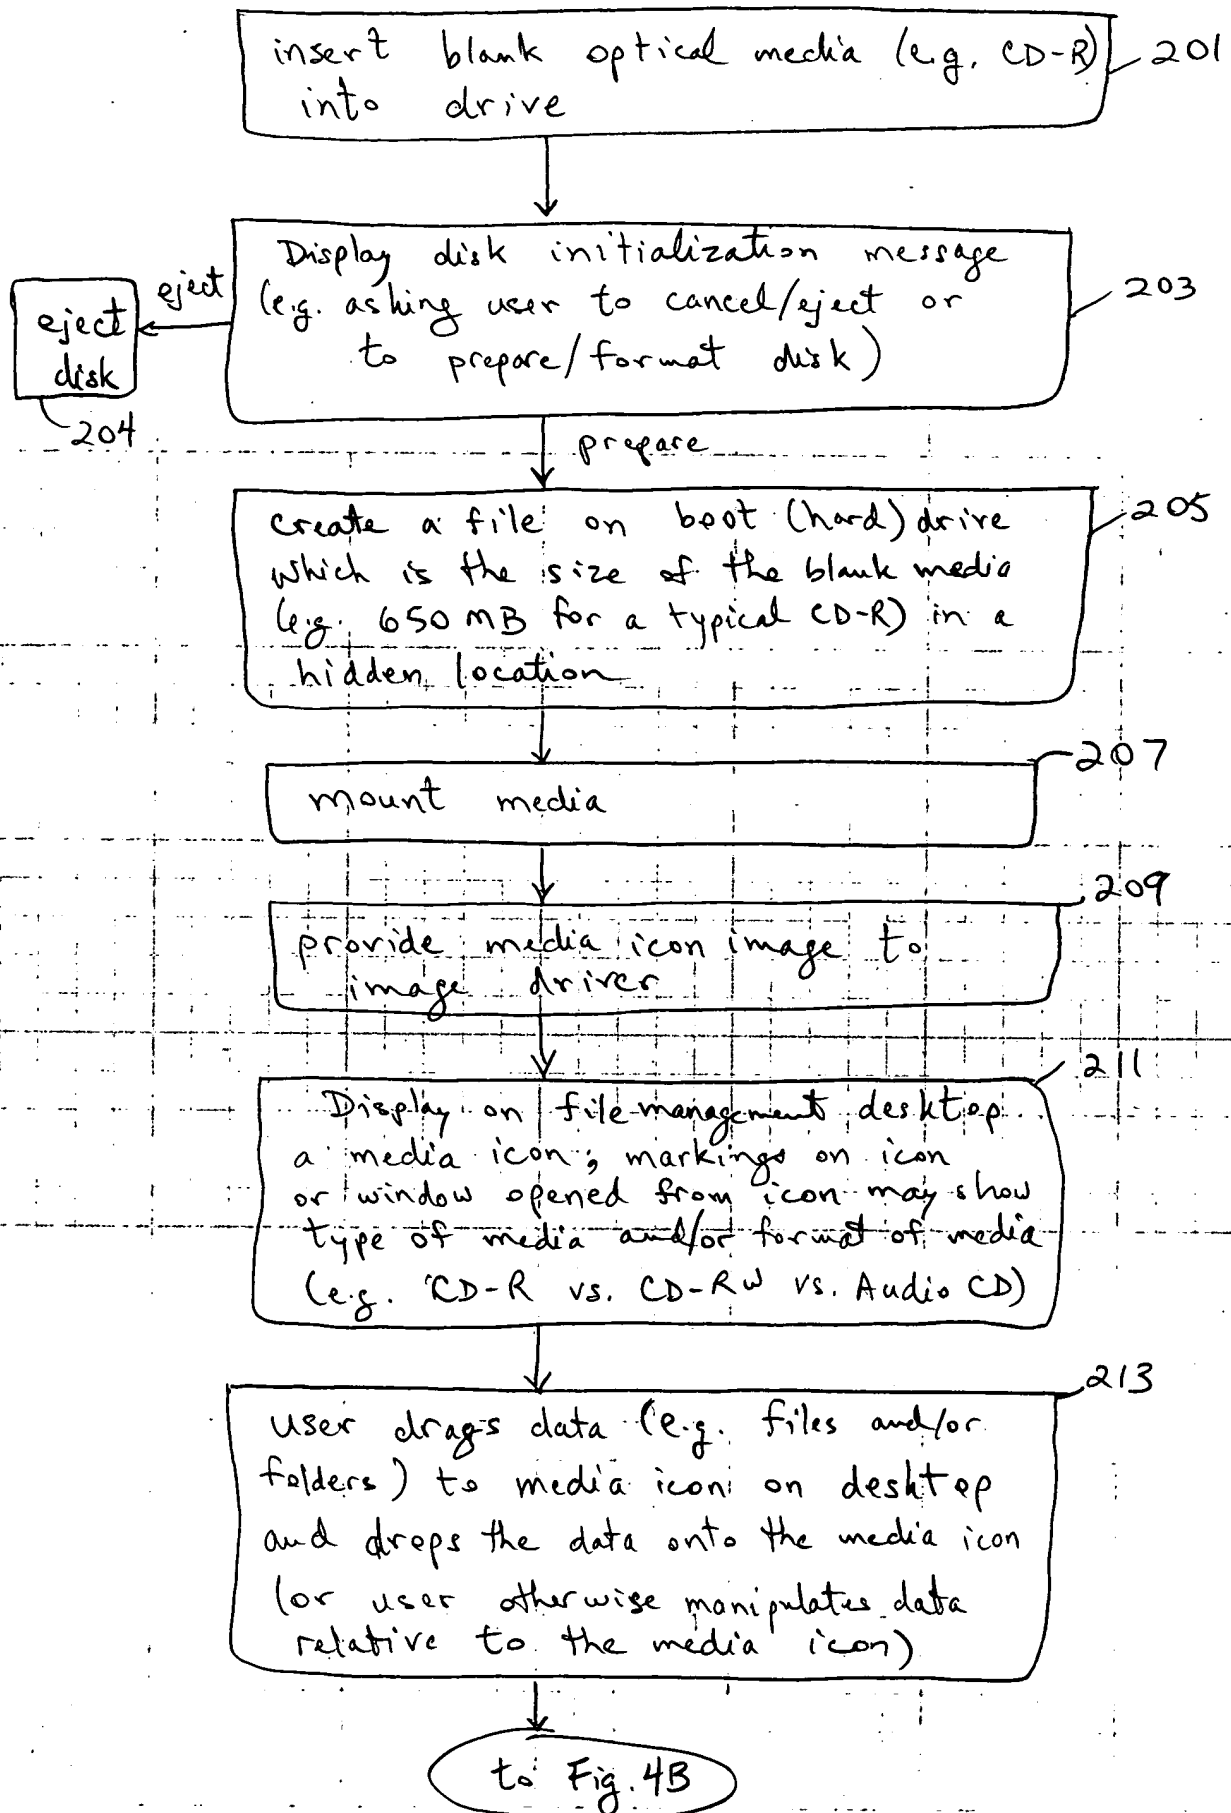 insert blank optical media (e.g. CD-R)
into drive
201
Display disk initialization message
(e.g. asking user to cancel/eject or
to prepare/format disk)
203
eject
eject
disk
204
prepare
create a file on boot (hard) drive
which is the size of the blank media
(e.g. 650 MB for a typical CD-R) in a
hidden location
205
mount media
207
provide media icon image to
image driver
209
Display on file management desktop
a media icon; markings on icon
or window opened from icon may show
type of media and/or format of media
(e.g. CD-R vs. CD-RW vs. Audio CD)
211
user drags data (e.g. files and/or
folders) to media icon on desktop
and drops the data onto the media icon
(or user otherwise manipulates data
relative to the media icon)
213
to Fig. 4B